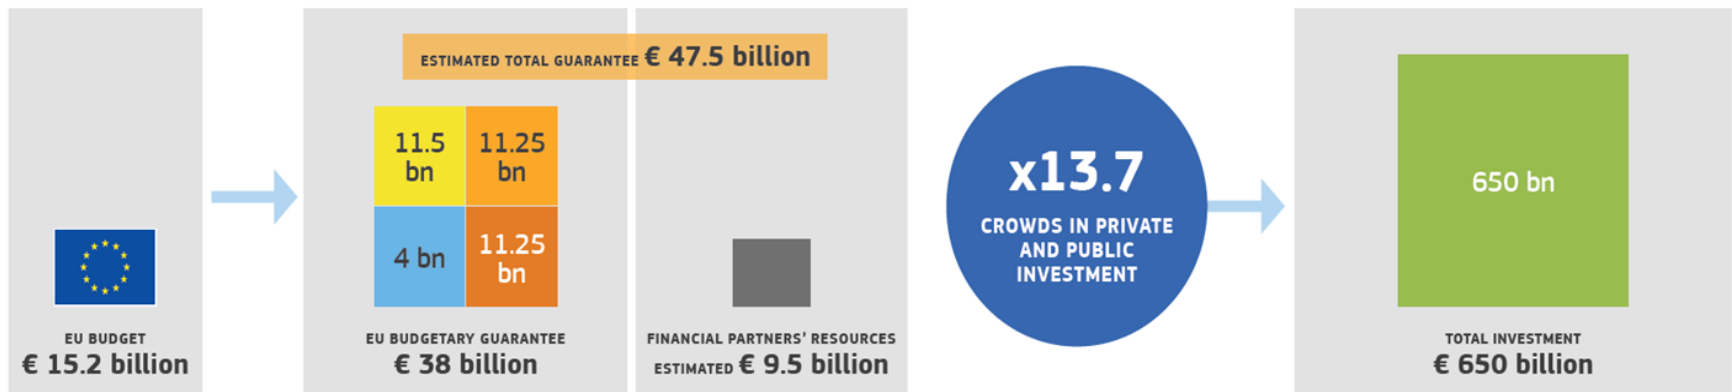 ESTIMATED TOTAL GUARANTEE € 47.5 billion
11.5
bn
11.25
bn
4 bn
11.25
bn
EU BUDGET
€ 15.2 billion
EU BUDGETARY GUARANTEE
€ 38 billion
FINANCIAL PARTNERS’ RESOURCES
ESTIMATED € 9.5 billion
x13.7
CROWDS IN PRIVATE
AND PUBLIC
INVESTMENT
650 bn
TOTAL INVESTMENT
€ 650 billion